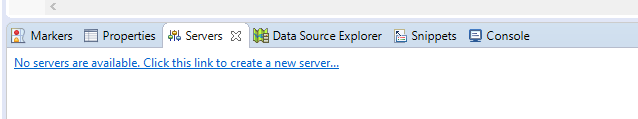 Markers Properties Servers Data Source Explorer Snippets Console
No servers are available. Click this link to create a new server...